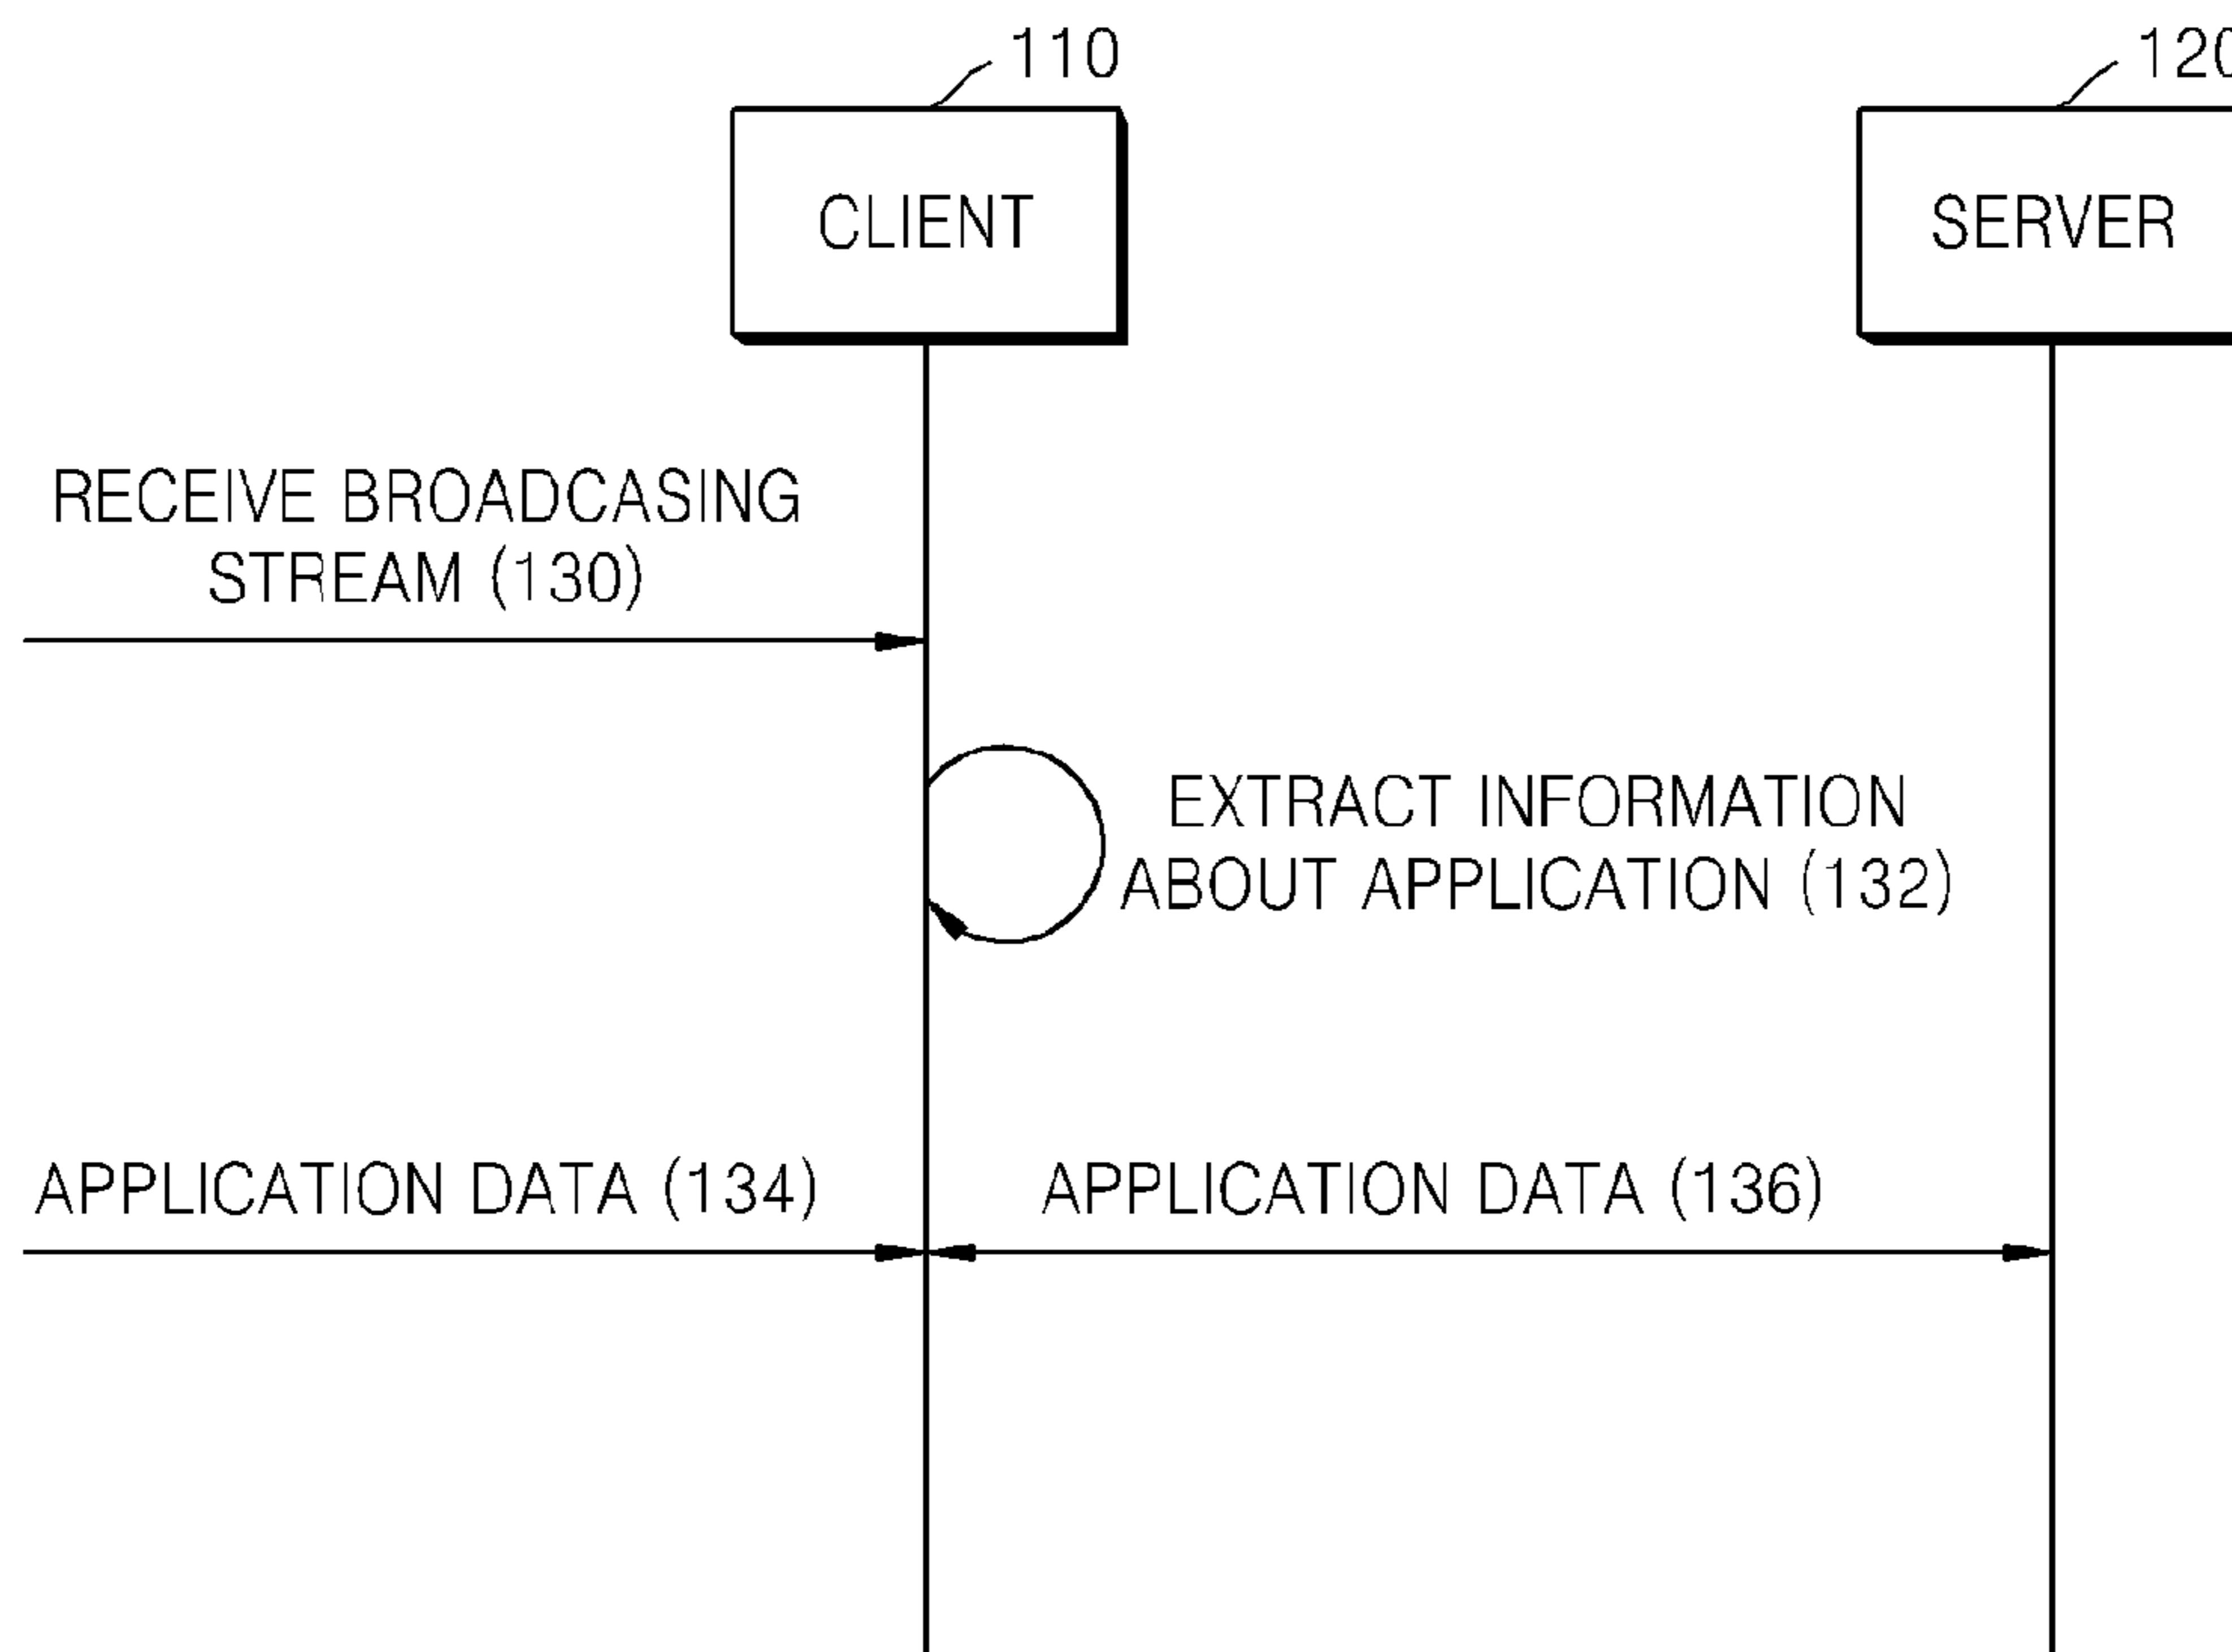 110
120
CLIENT
SERVER
RECEIVE BROADCASING
STREAM (130)
EXTRACT INFORMATION
ABOUT APPLICATION (132)
APPLICATION DATA (134)
APPLICATION DATA (136)